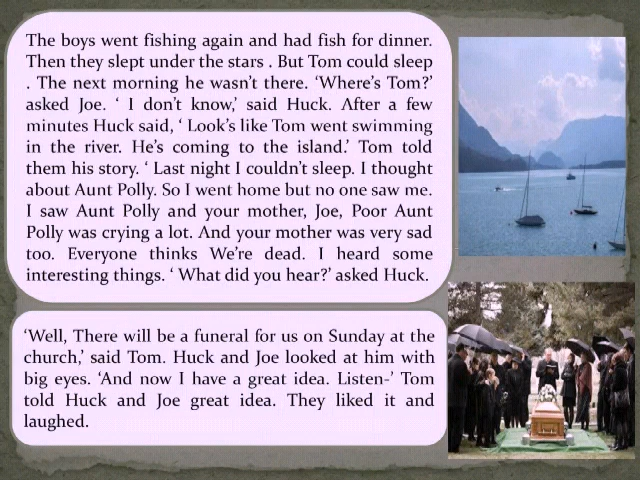 The boys went fishing again and had fish for dinner.
Then they slept under the stars . But Tom could sleep
. The next morning he wasn't there. ‘Where's Tom?’
asked Joe. ‘ I don't know,’ said Huck. After a few
minutes Huck said, ‘ Look's like Tom went swimming
in the river. He's coming to the island.’ Tom told
them his story. ‘ Last night I couldn't sleep. I thought
about Aunt Polly. So I went home but no one saw me.
I saw Aunt Polly and your mother, Joe, Poor Aunt
Polly was crying a lot. And your mother was very sad
too. Everyone thinks We're dead. I heard some
interesting things. ‘ What did you hear?’ asked Huck.
‘Well, There will be a funeral for us on Sunday at the
church,’ said Tom. Huck and Joe looked at him with
big eyes. ‘And now I have a great idea. Listen-’ Tom
told Huck and Joe great idea. They liked it and
laughed.